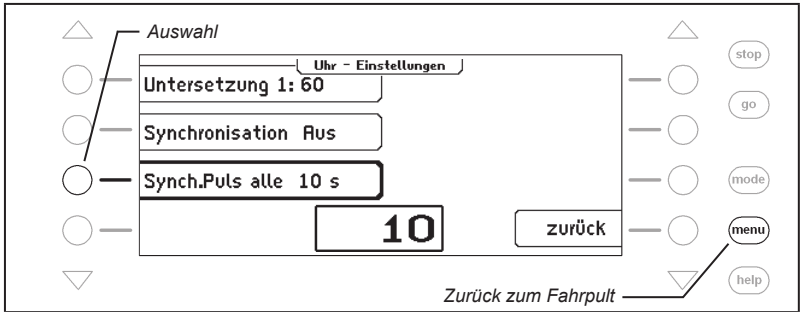 Auswahl
stop
Uhr - Einstellungen
Untersetzung 1: 60
go
Synchronisation Aus
Synch.Puls alle 10 s
mode
10
zurück
menu
help
Zurück zum Fahrpult